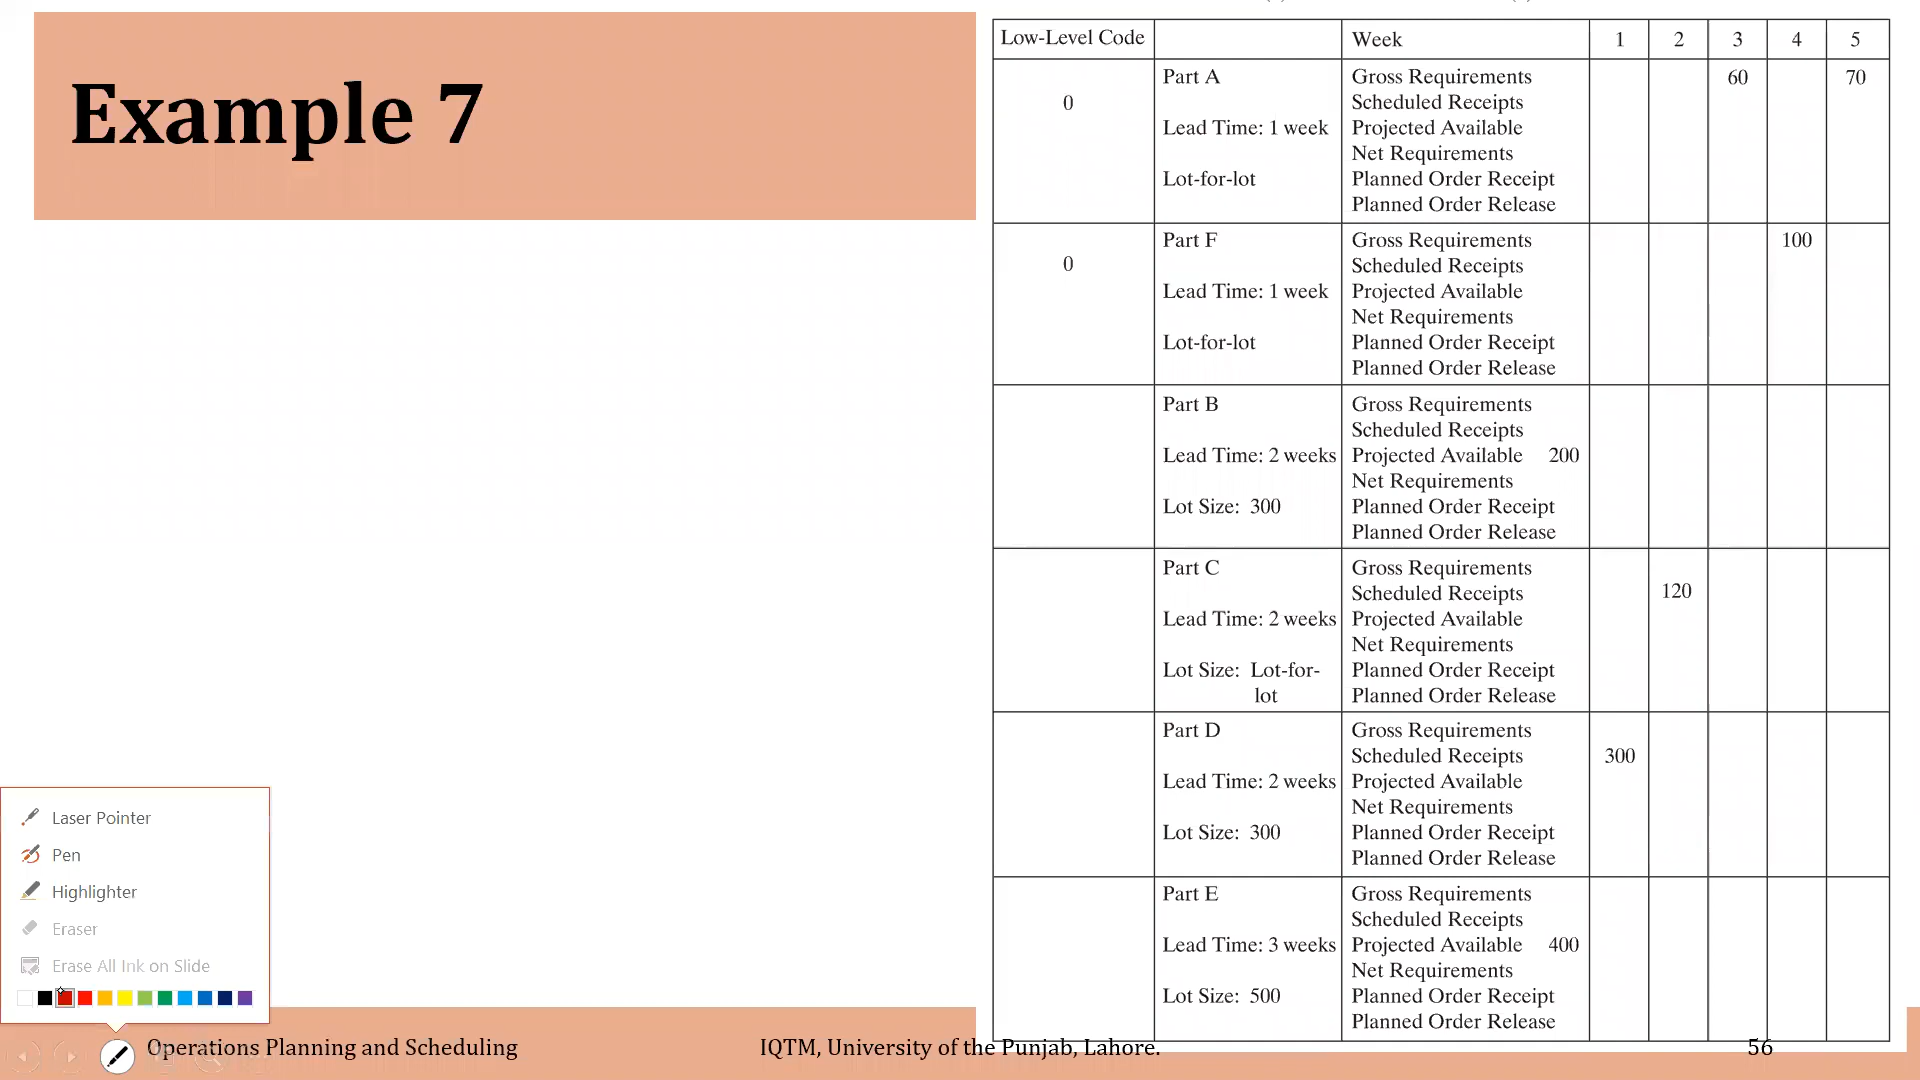 Example 7
Low-Level Code Week 1 2 3 4 5
Part A Gross Requirements 60 70
0 Scheduled Receipts
Lead Time: 1 week Projected Available
Net Requirements
Lot-for-lot Planned Order Receipt
Planned Order Release
Part F Gross Requirements 100
0 Scheduled Receipts
Lead Time: 1 week Projected Available
Net Requirements
Lot-for-lot Planned Order Receipt
Planned Order Release
Part B Gross Requirements
Scheduled Receipts
Lead Time: 2 weeks Projected Available 200
Net Requirements
Lot Size: 300 Planned Order Receipt
Planned Order Release
Part C Gross Requirements
Scheduled Receipts 120
Lead Time: 2 weeks Projected Available
Net Requirements
Lot Size: Lot-for- Planned Order Receipt
lot Planned Order Release
Part D Gross Requirements
Scheduled Receipts 300
Lead Time: 2 weeks Projected Available
Net Requirements
Lot Size: 300 Planned Order Receipt
Planned Order Release
Part E Gross Requirements
Scheduled Receipts
Lead Time: 3 weeks Projected Available 400
Net Requirements
Lot Size: 500 Planned Order Receipt
Planned Order Release
Laser Pointer
Pen
Highlighter
Eraser
Erase All Ink on Slide
Operations Planning and Scheduling IQTM, University of the Punjab, Lahore. 56